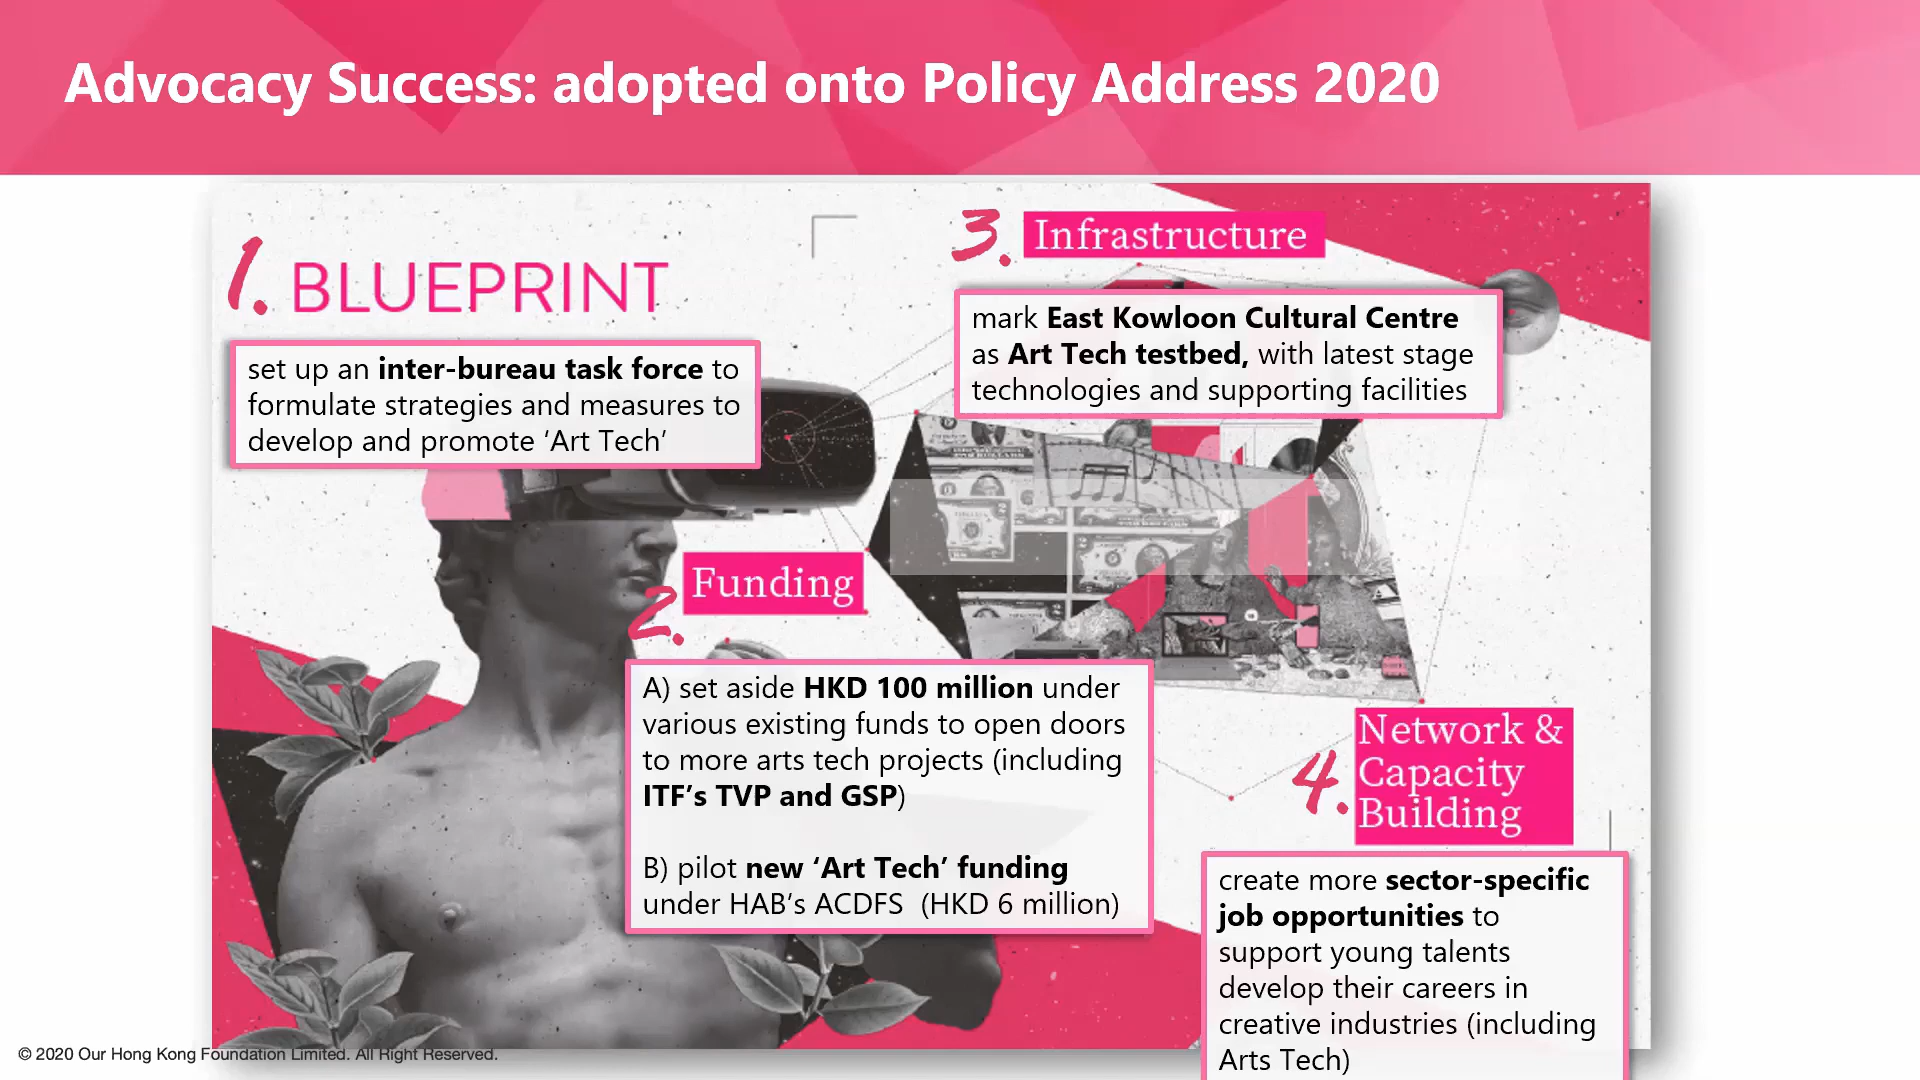 Advocacy Success: adopted onto Policy Address 2020
1. BLUEPRINT
set up an inter-bureau task force to
formulate strategies and measures to
develop and promote ‘Art Tech’
2. Funding
A) set aside HKD 100 million under
various existing funds to open doors
to more arts tech projects (including
ITF’s TVP and GSP)
B) pilot new ‘Art Tech’ funding
under HAB’s ACDFS (HKD 6 million)
3. Infrastructure
mark East Kowloon Cultural Centre
as Art Tech testbed, with latest stage
technologies and supporting facilities
4. Network &
Capacity
Building
create more sector-specific
job opportunities to
support young talents
develop their careers in
creative industries (including
Arts Tech)
© 2020 Our Hong Kong Foundation Limited. All Right Reserved.